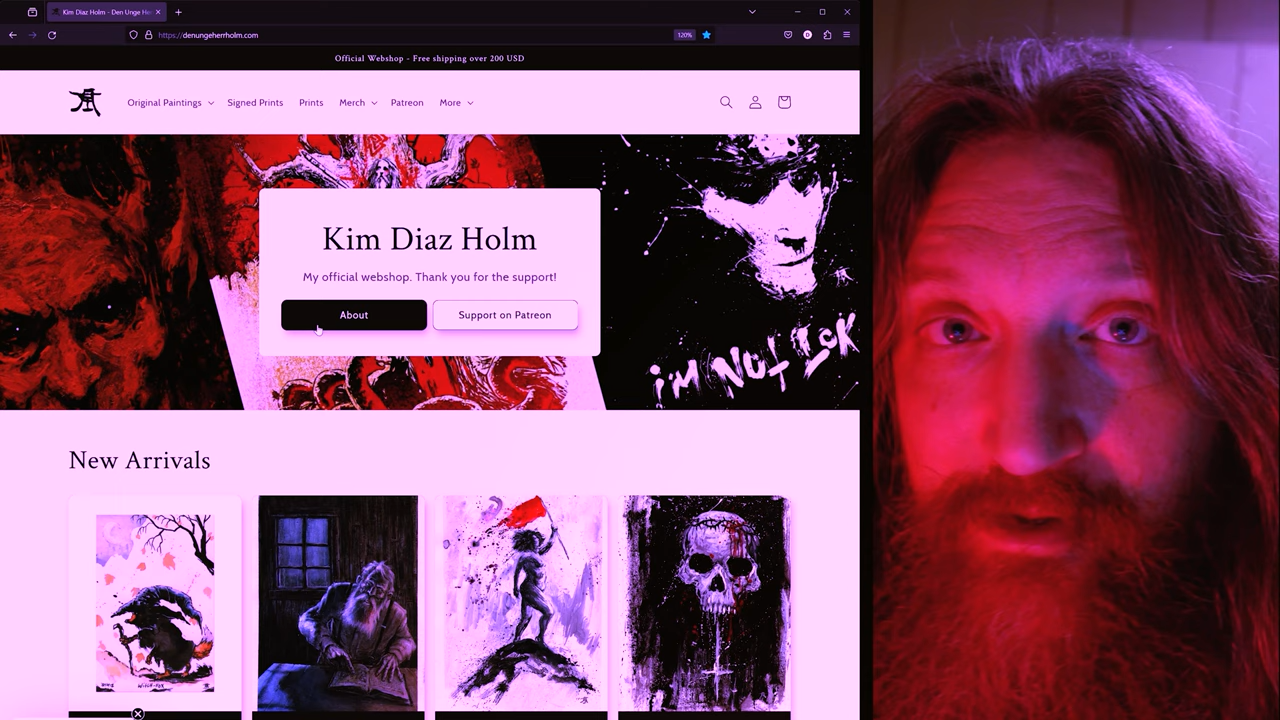 Kim Diaz Holm - Den Unge He
https://denungeherrholm.com
120%
Official Webshop - Free shipping over 200 USD
Original Paintings
Signed Prints
Prints
Merch
Patreon
More
Kim Diaz Holm
My official webshop. Thank you for the support!
About
Support on Patreon
I'M NOT
New Arrivals